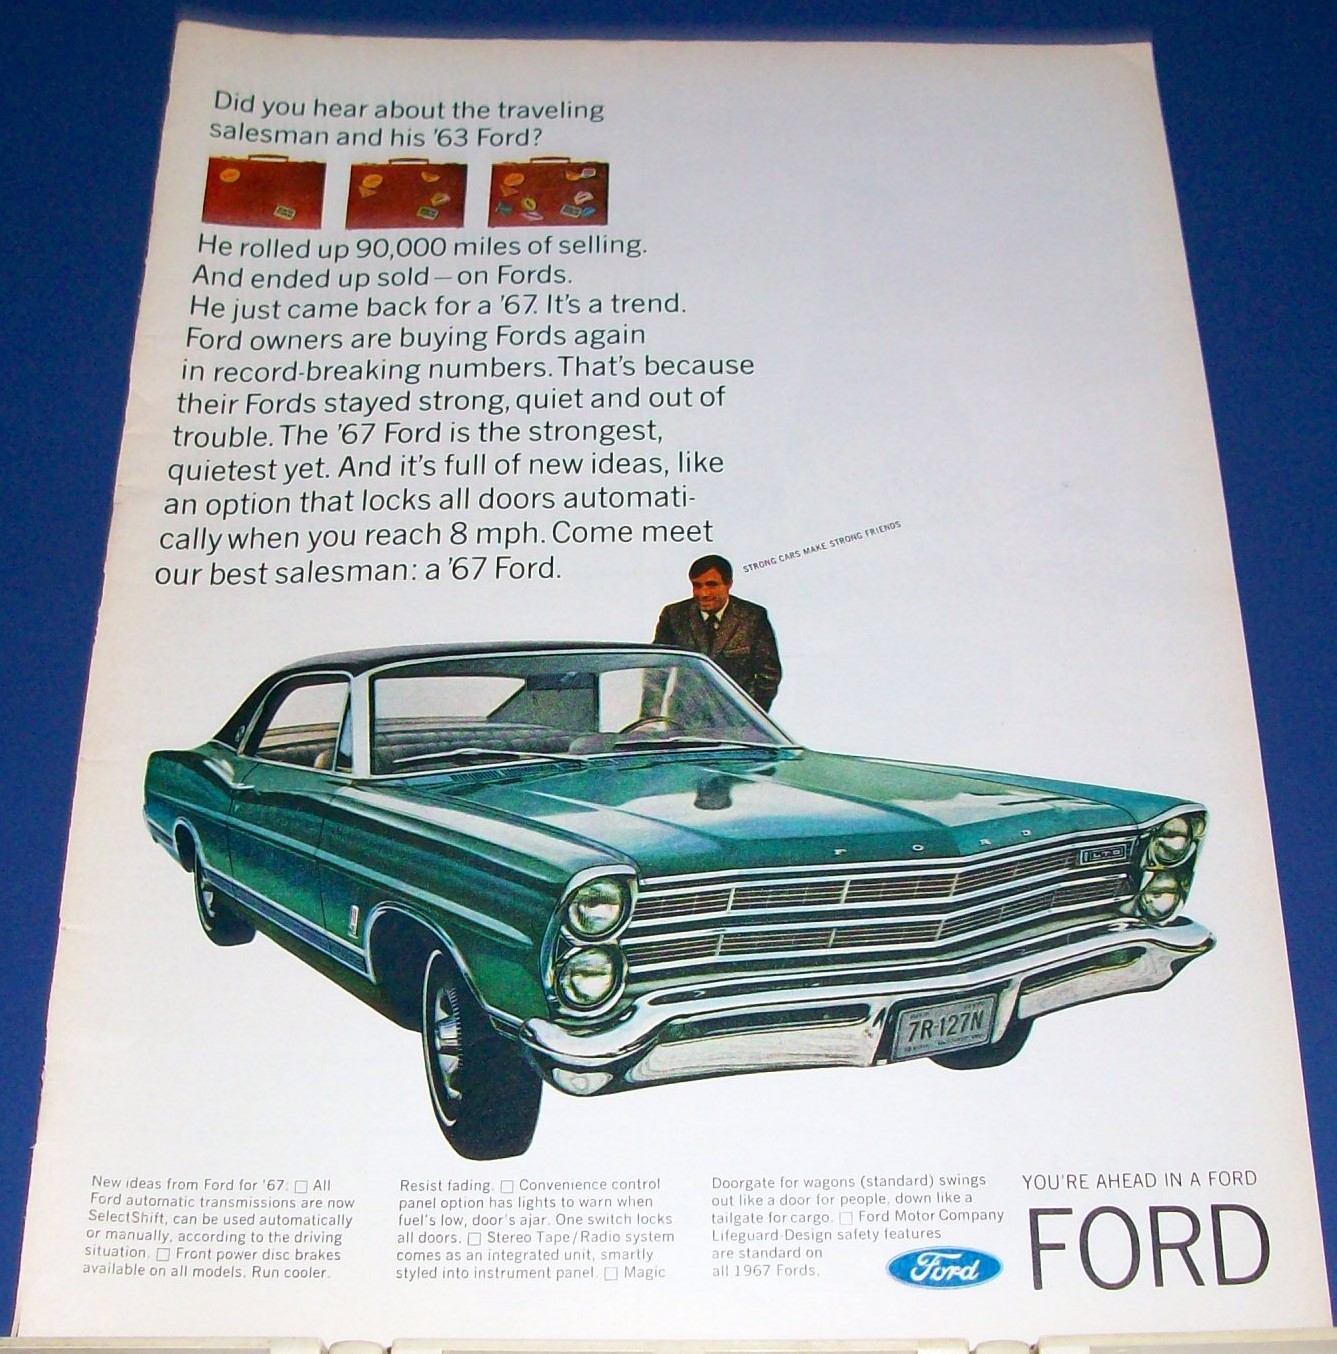 Did you hear about the traveling
salesman and his '63 Ford?
He rolled up 90,000 miles of selling.
And ended up sold—on Fords.
He just came back for a '67. It's a trend.
Ford owners are buying Fords again
in record-breaking numbers. That's because
their Fords stayed strong, quiet and out of
trouble. The '67 Ford is the strongest,
quietest yet. And it's full of new ideas, like
an option that locks all doors automati-
cally when you reach 8 mph. Come meet
our best salesman: a '67 Ford.
STRONG CARS MAKE STRONG FRIENDS
FORD
LTD
7R-127N
New ideas from Ford for '67: □ All
Ford automatic transmissions are now
SelectShift, can be used automatically
or manually, according to the driving
situation. □ Front power disc brakes
available on all models. Run cooler.
Resist fading. □ Convenience control
panel option has lights to warn when
fuel's low, door's ajar. One switch locks
all doors. □ Stereo Tape/Radio system
comes as an integrated unit, smartly
styled into instrument panel. □ Magic
Doorgate for wagons (standard) swings
out like a door for people, down like a
tailgate for cargo. □ Ford Motor Company
Lifeguard-Design safety features
are standard on
all 1967 Fords.
Ford
YOU'RE AHEAD IN A FORD
FORD